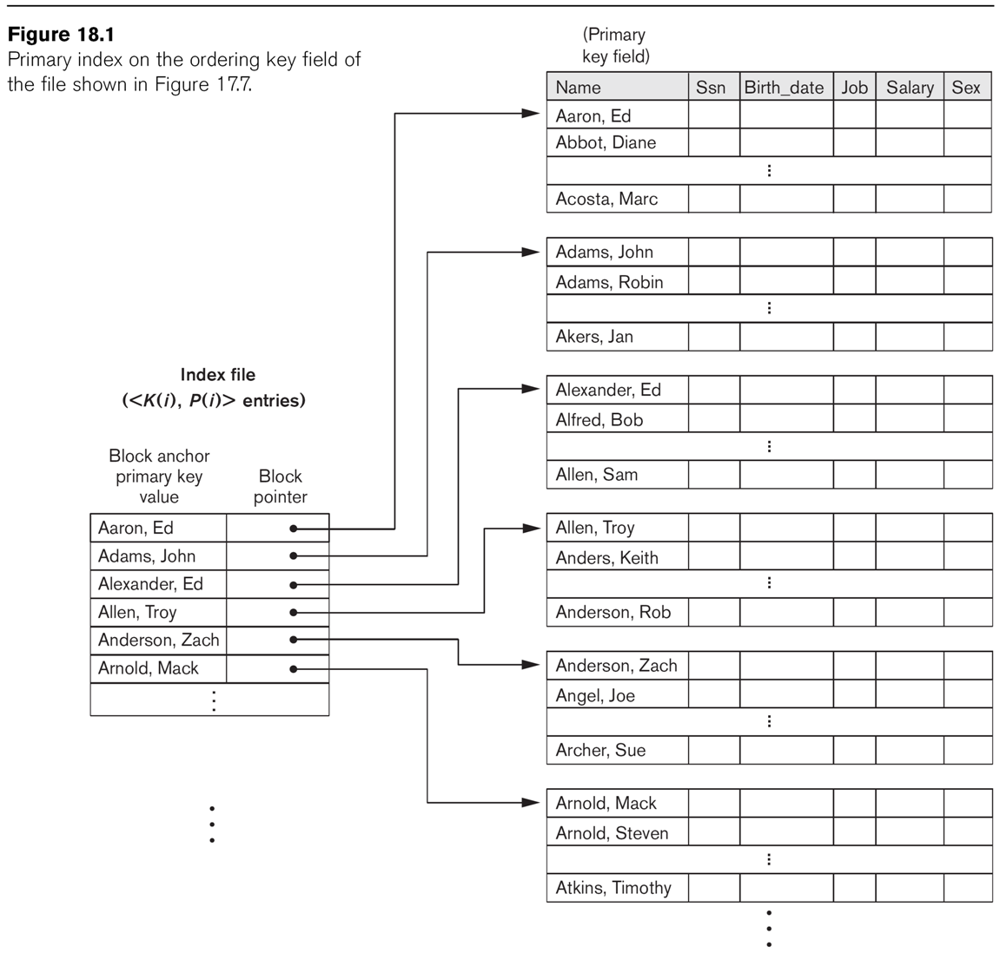 Figure 18.1
Primary index on the ordering key field of
the file shown in Figure 17.7.
(Primary
key field)
Name Ssn Birth_date Job Salary Sex
Aaron, Ed
Abbot, Diane
Acosta, Marc
Adams, John
Adams, Robin
Akers, Jan
Alexander, Ed
Alfred, Bob
Allen, Sam
Allen, Troy
Anders, Keith
Anderson, Rob
Anderson, Zach
Angel, Joe
Archer, Sue
Arnold, Mack
Arnold, Steven
Atkins, Timothy
Index file
(<K(i), P(i)> entries)
Block anchor
primary key
value
Block
pointer
Aaron, Ed
Adams, John
Alexander, Ed
Allen, Troy
Anderson, Zach
Arnold, Mack